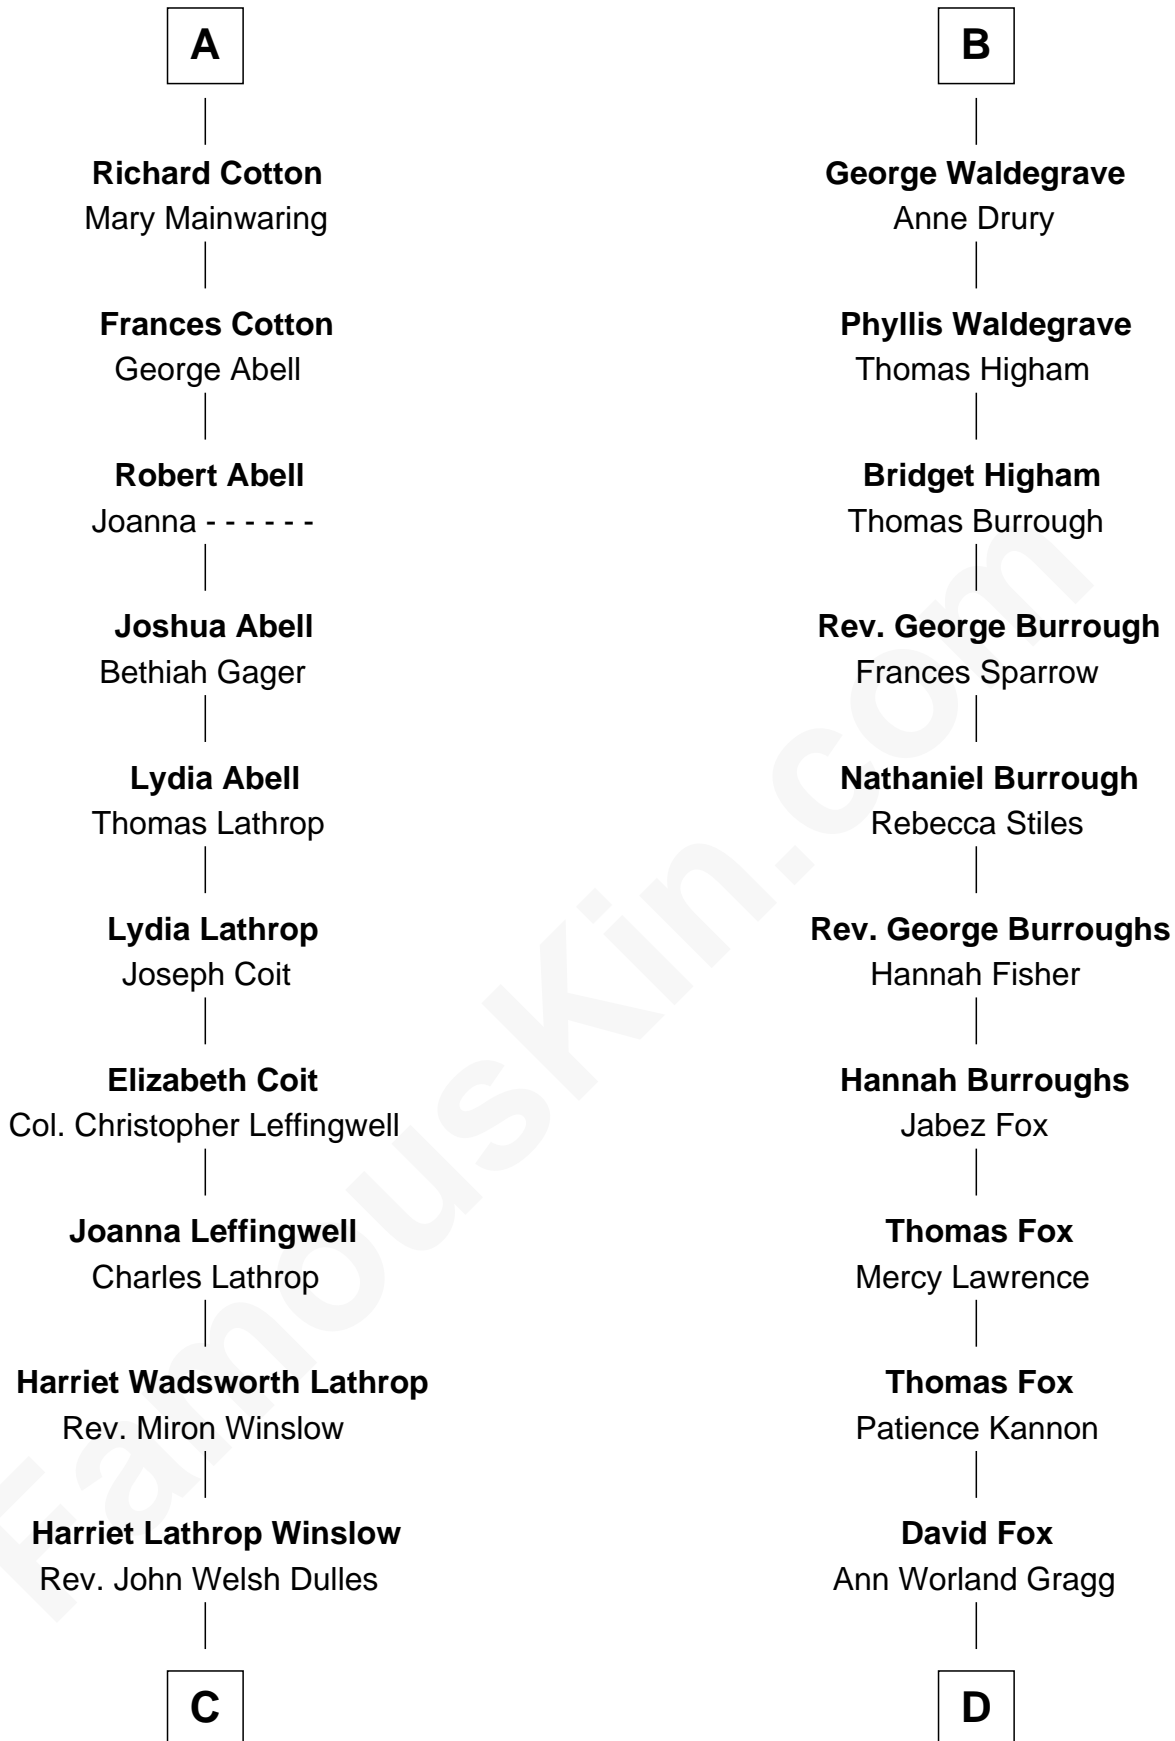 A
Richard Cotton
Mary Mainwaring
Frances Cotton
George Abell
Robert Abell
Joanna - - - - - -
Joshua Abell
Bethiah Gager
Lydia Abell
Thomas Lathrop
Lydia Lathrop
Joseph Coit
Elizabeth Coit
Col. Christopher Leffingwell
Joanna Leffingwell
Charles Lathrop
Harriet Wadsworth Lathrop
Rev. Miron Winslow
Harriet Lathrop Winslow
Rev. John Welsh Dulles
C
B
George Waldegrave
Anne Drury
Phyllis Waldegrave
Thomas Higham
Bridget Higham
Thomas Burrough
Rev. George Burrough
Frances Sparrow
Nathaniel Burrough
Rebecca Stiles
Rev. George Burroughs
Hannah Fisher
Hannah Burroughs
Jabez Fox
Thomas Fox
Mercy Lawrence
Thomas Fox
Patience Kannon
David Fox
Ann Worland Gragg
D
FamousKin.com